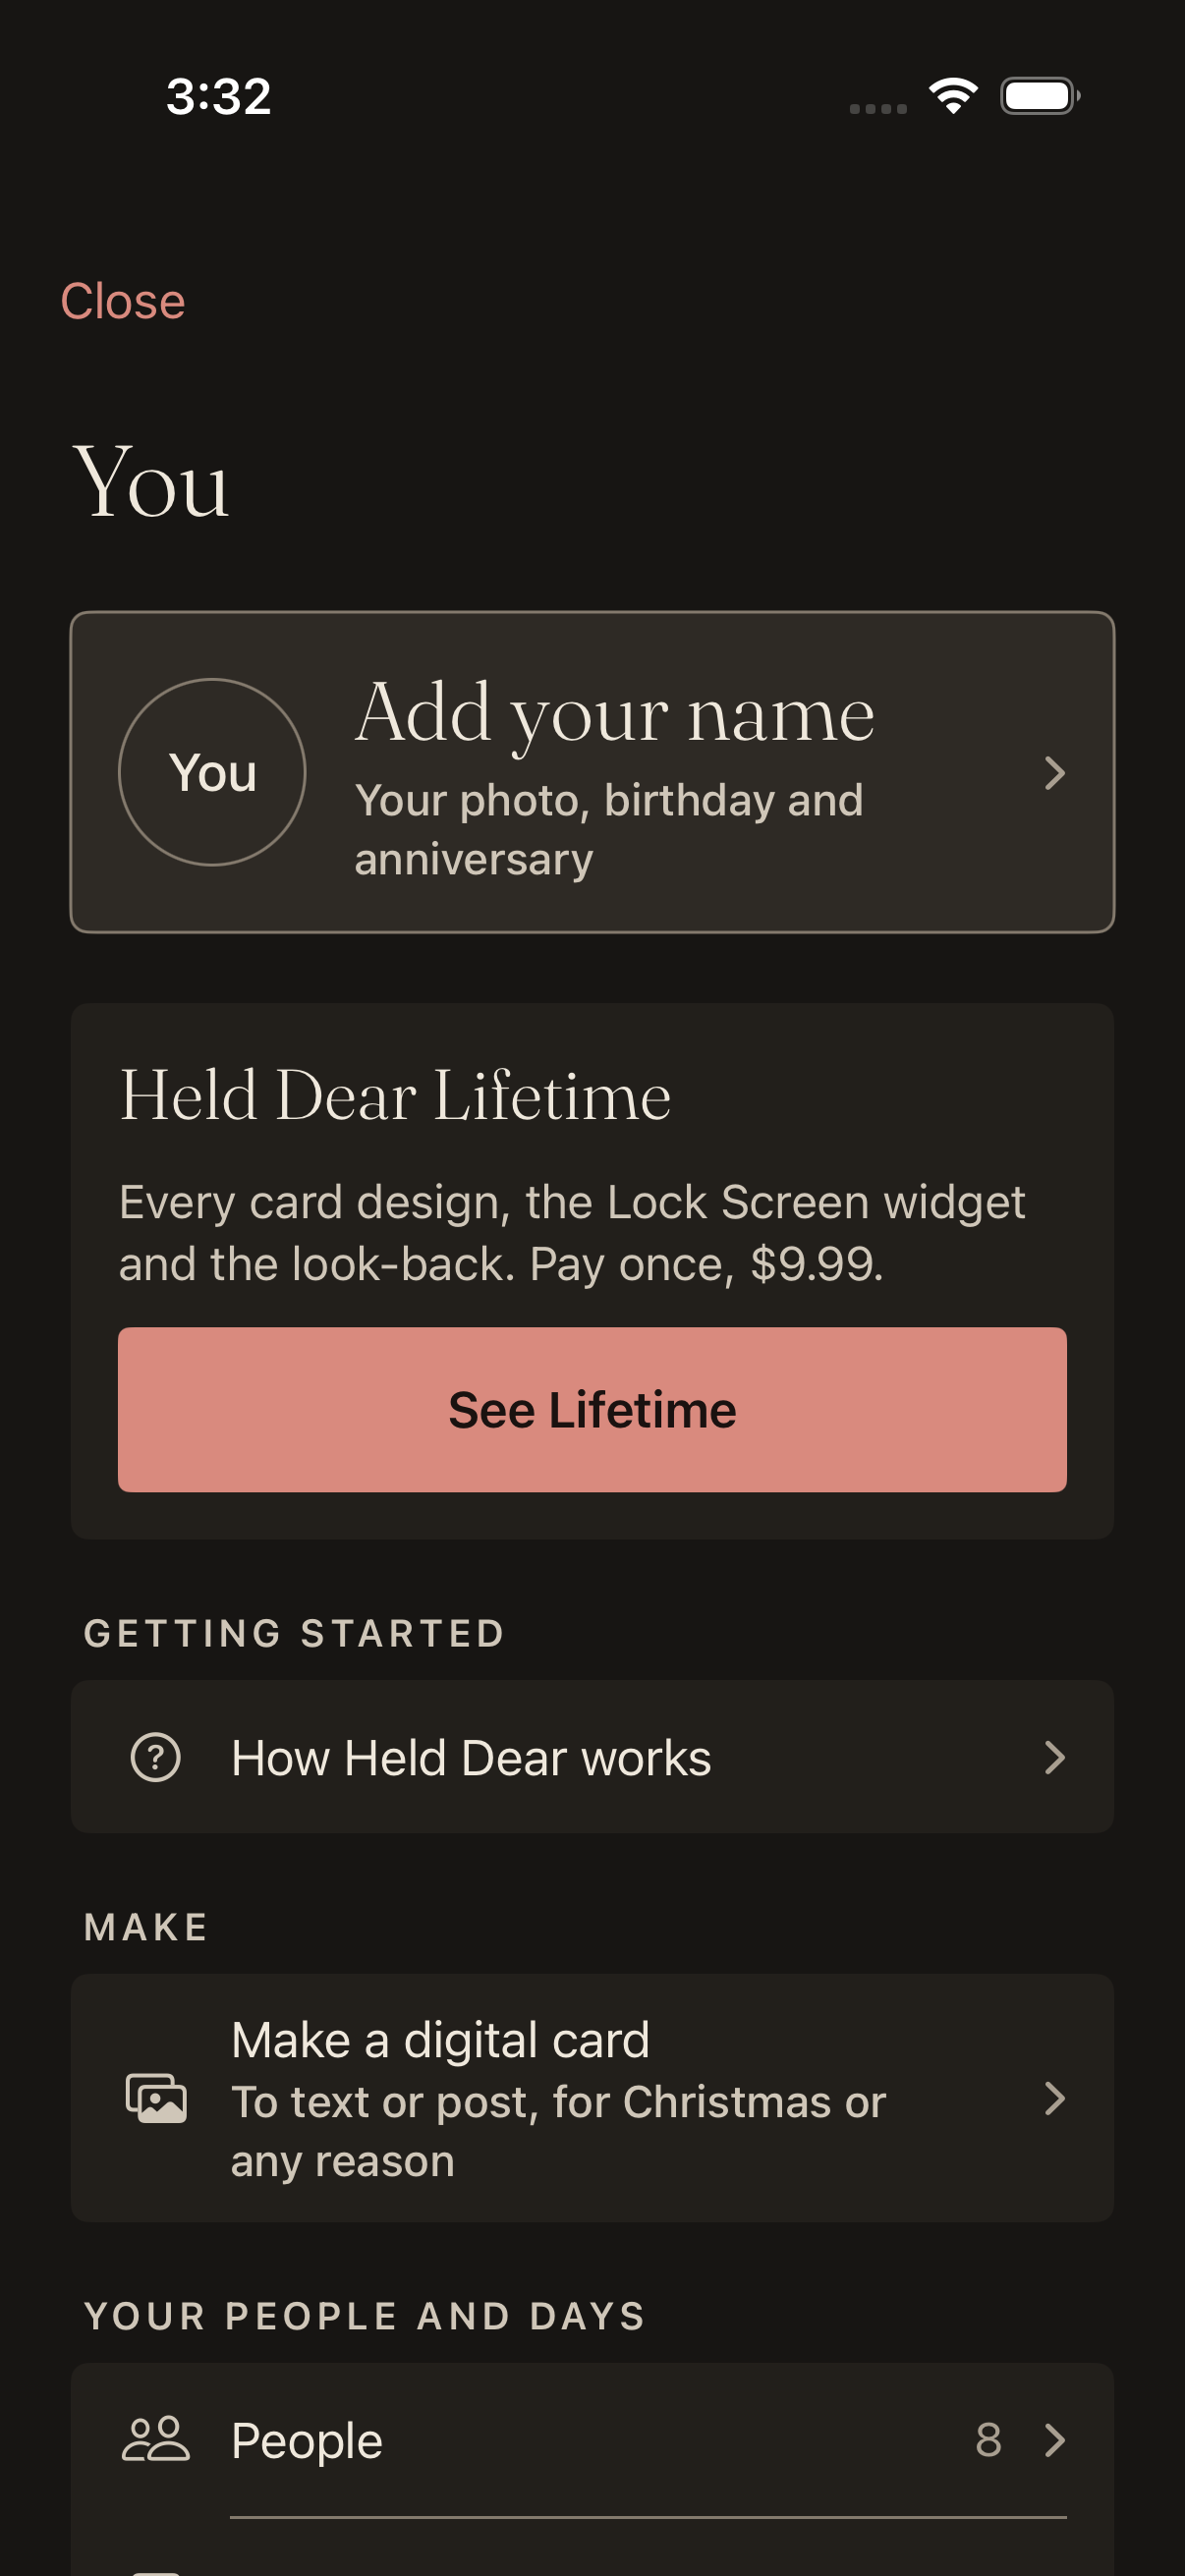 3:32
Close
You
You
Add your name
Your photo, birthday and
anniversary
Held Dear Lifetime
Every card design, the Lock Screen widget
and the look-back. Pay once, $9.99.
See Lifetime
GETTING STARTED
How Held Dear works
MAKE
Make a digital card
To text or post, for Christmas or
any reason
YOUR PEOPLE AND DAYS
People 8